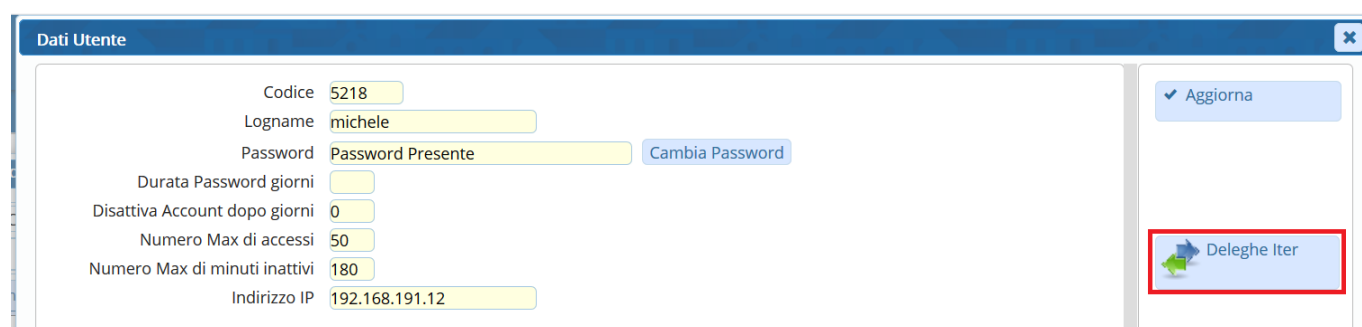 Dati Utente
Codice 5218
Logname michele
Password Password Presente Cambia Password
Durata Password giorni
Disattiva Account dopo giorni 0
Numero Max di accessi 50
Numero Max di minuti inattivi 180
Indirizzo IP 192.168.191.12
Aggiorna
Deleghe Iter